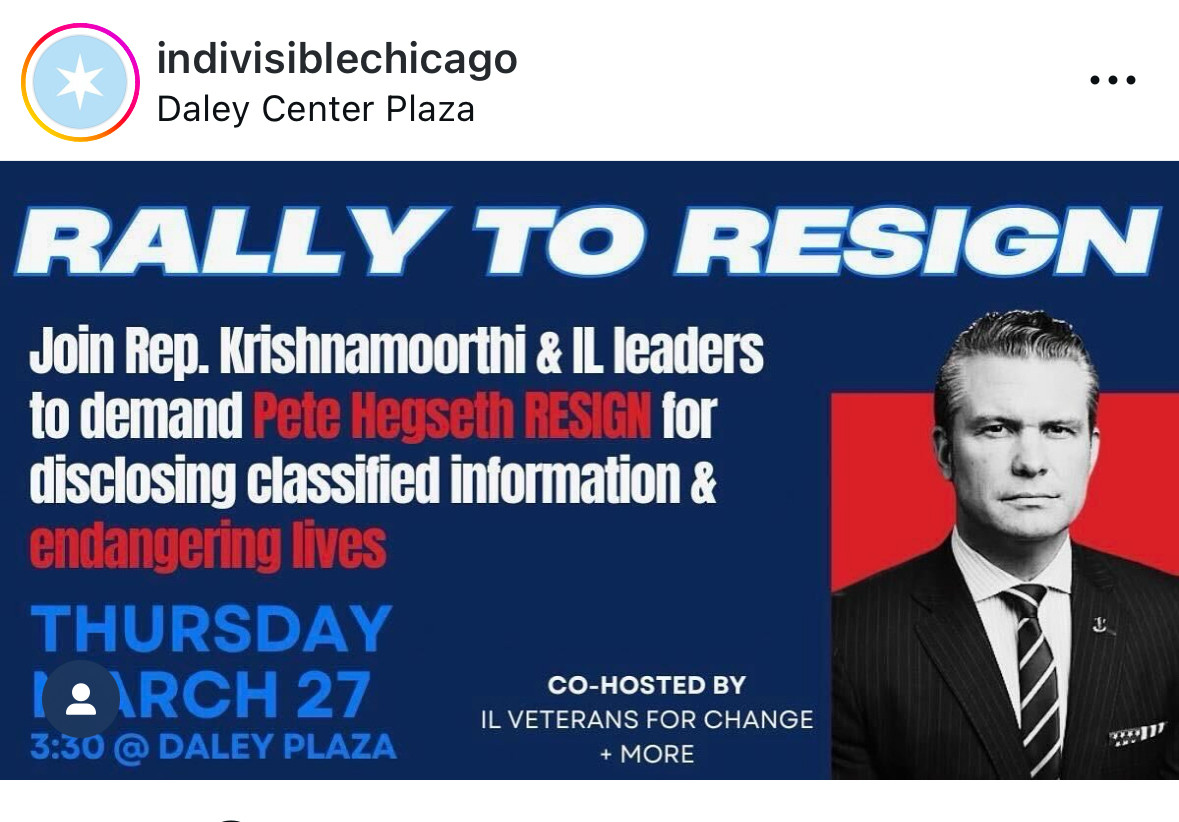 indivisiblechicago
Daley Center Plaza
RALLY TO RESIGN
Join Rep. Krishnamoorthi & IL leaders
to demand Pete Hegseth RESIGN for
disclosing classified information &
endangering lives
THURSDAY
MARCH 27
3:30 @ DALEY PLAZA
CO-HOSTED BY
IL VETERANS FOR CHANGE
+ MORE